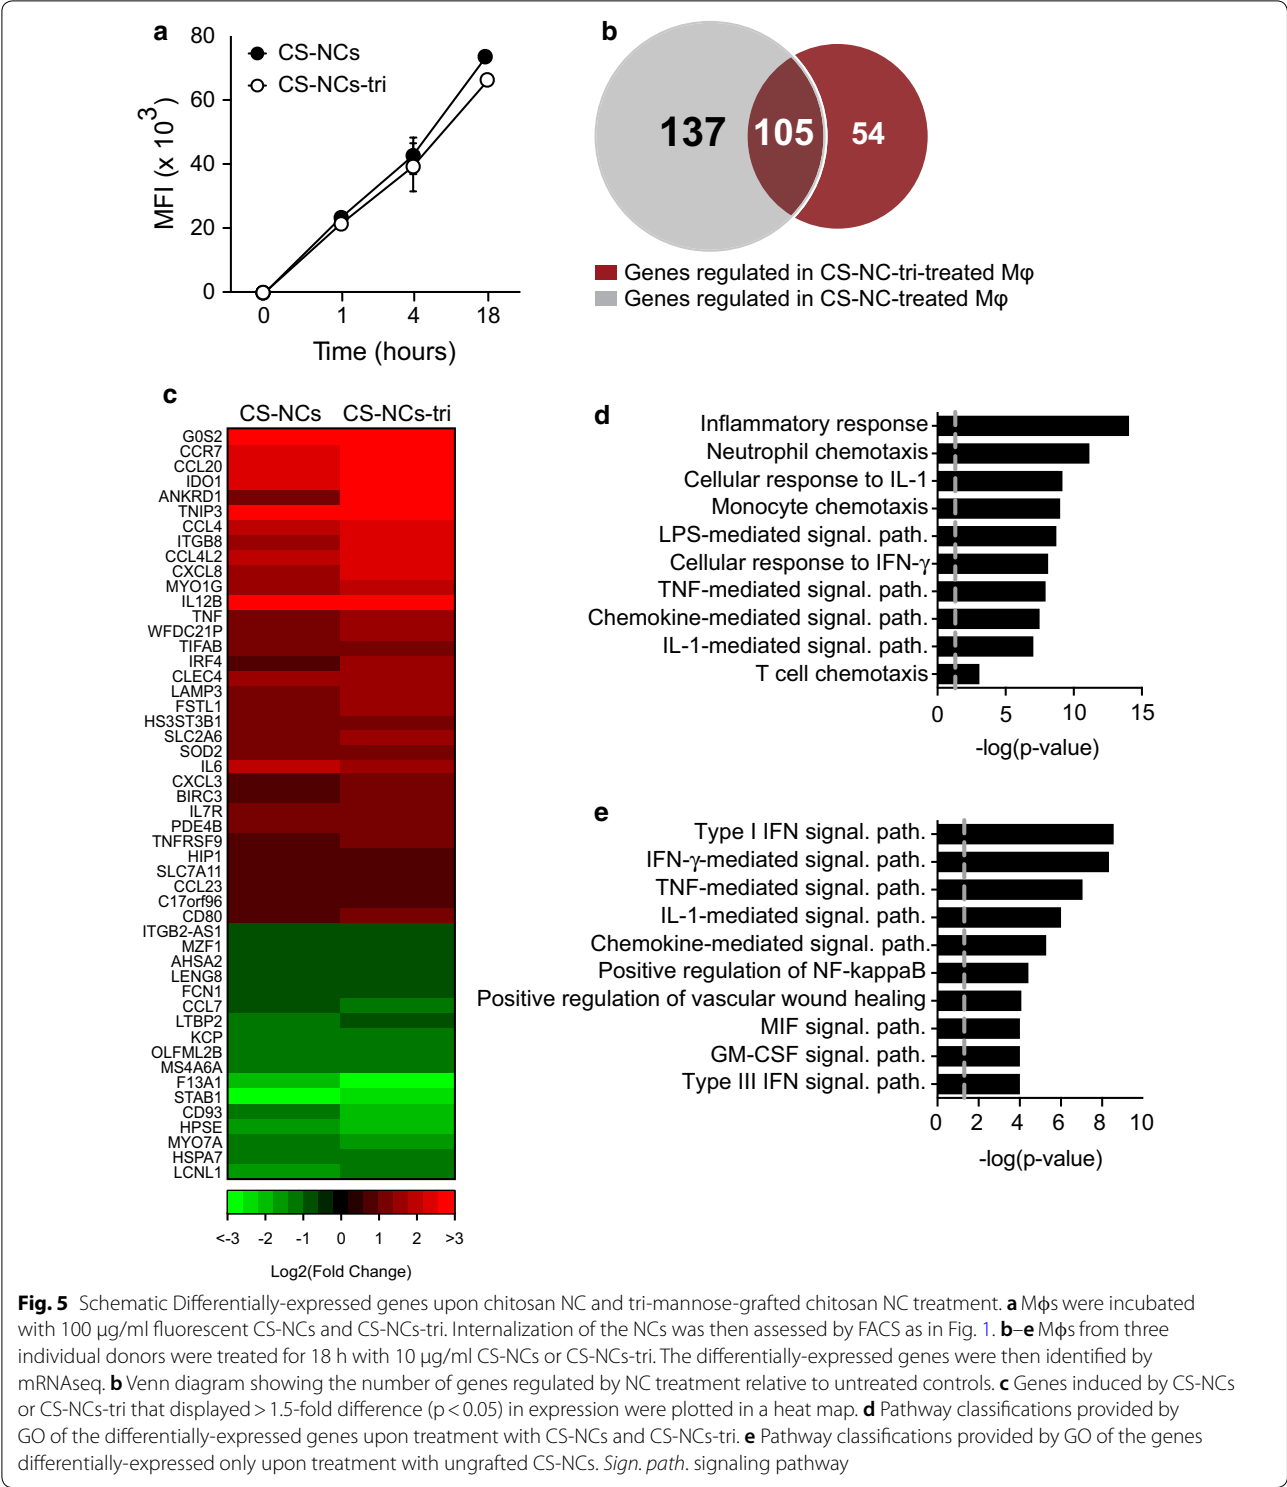 a
80
60
40
20
0
MFI (x 10³)
CS-NCs
CS-NCs-tri
0 1 4 18
Time (hours)
b
137 105 54
Genes regulated in CS-NC-tri-treated Mφ
Genes regulated in CS-NC-treated Mφ
c
CS-NCs CS-NCs-tri
G0S2
CCR7
CCL20
IDO1
ANKRD1
TNIP3
CCL4
ITGB8
CCL4L2
CXCL8
MYO1G
IL12B
TNF
WFDC21P
TIFAB
IRF4
CLEC4
LAMP3
FSTL1
HS3ST3B1
SLC2A6
SOD2
IL6
CXCL3
BIRC3
IL7R
PDE4B
TNFRSF9
HIP1
SLC7A11
CCL23
C17orf96
CD80
ITGB2-AS1
MZF1
AHSA2
LENG8
FCN1
CCL7
LTBP2
KCP
OLFML2B
MS4A6A
F13A1
STAB1
CD93
HPSE
MYO7A
HSPA7
LCNL1
<-3 -2 -1 0 1 2 >3
Log2(Fold Change)
d
Inflammatory response
Neutrophil chemotaxis
Cellular response to IL-1
Monocyte chemotaxis
LPS-mediated signal. path.
Cellular response to IFN-γ
TNF-mediated signal. path.
Chemokine-mediated signal. path.
IL-1-mediated signal. path.
T cell chemotaxis
0 5 10 15
-log(p-value)
e
Type I IFN signal. path.
IFN-γ-mediated signal. path.
TNF-mediated signal. path.
IL-1-mediated signal. path.
Chemokine-mediated signal. path.
Positive regulation of NF-kappaB
Positive regulation of vascular wound healing
MIF signal. path.
GM-CSF signal. path.
Type III IFN signal. path.
0 2 4 6 8 10
-log(p-value)
Fig. 5 Schematic Differentially-expressed genes upon chitosan NC and tri-mannose-grafted chitosan NC treatment. a Mϕs were incubated
with 100 µg/ml fluorescent CS-NCs and CS-NCs-tri. Internalization of the NCs was then assessed by FACS as in Fig. 1. b–e Mϕs from three
individual donors were treated for 18 h with 10 µg/ml CS-NCs or CS-NCs-tri. The differentially-expressed genes were then identified by
mRNAseq. b Venn diagram showing the number of genes regulated by NC treatment relative to untreated controls. c Genes induced by CS-NCs
or CS-NCs-tri that displayed > 1.5-fold difference (p < 0.05) in expression were plotted in a heat map. d Pathway classifications provided by
GO of the differentially-expressed genes upon treatment with CS-NCs and CS-NCs-tri. e Pathway classifications provided by GO of the genes
differentially-expressed only upon treatment with ungrafted CS-NCs. Sign. path. signaling pathway